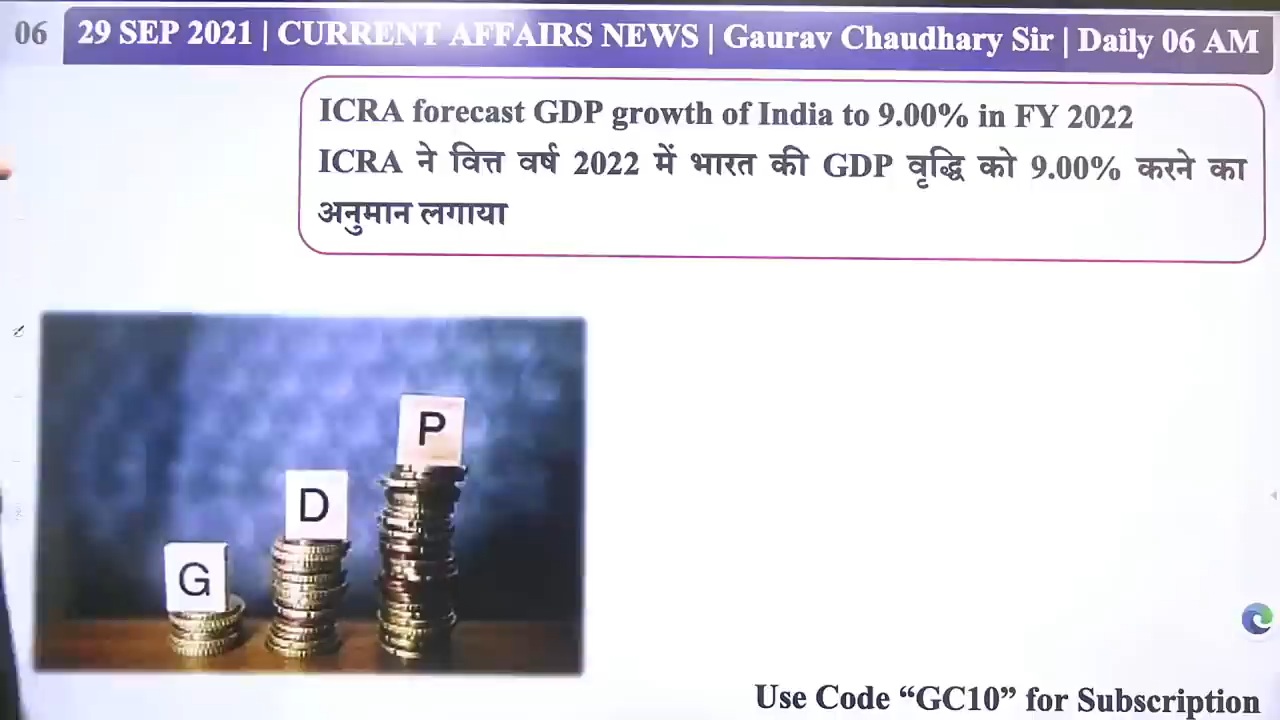 06
29 SEP 2021 | CURRENT AFFAIRS NEWS | Gaurav Chaudhary Sir | Daily 06 AM
ICRA forecast GDP growth of India to 9.00% in FY 2022
ICRA ने वित्त वर्ष 2022 में भारत की GDP वृद्धि को 9.00% करने का
अनुमान लगाया
P
D
G
Use Code “GC10” for Subscription